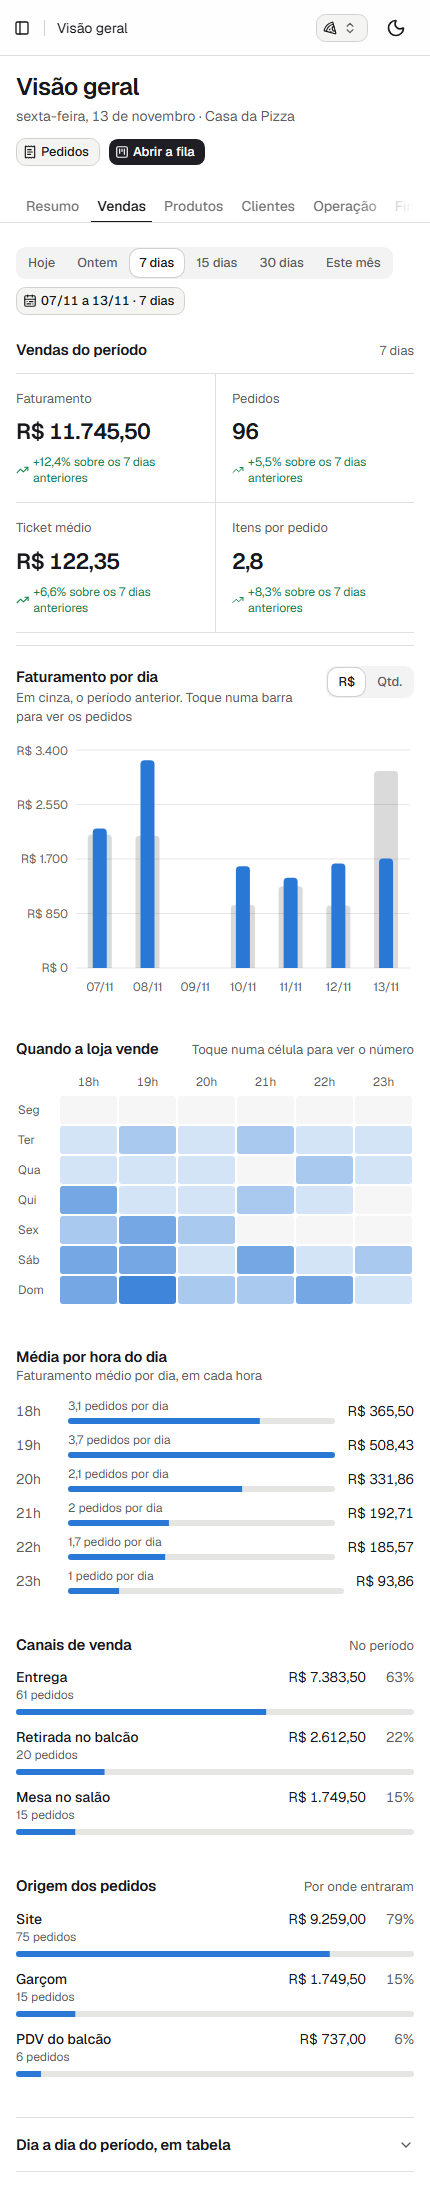 Visão geral
Visão geral
sexta-feira, 13 de novembro · Casa da Pizza
Pedidos
Abrir a fila
Resumo Vendas Produtos Clientes Operação Fin
Hoje Ontem 7 dias 15 dias 30 dias Este mês
07/11 a 13/11 · 7 dias
Vendas do período 7 dias
Faturamento
R$ 11.745,50
+12,4% sobre os 7 dias
anteriores
Pedidos
96
+5,5% sobre os 7 dias
anteriores
Ticket médio
R$ 122,35
+6,6% sobre os 7 dias
anteriores
Itens por pedido
2,8
+8,3% sobre os 7 dias
anteriores
Faturamento por dia
Em cinza, o período anterior. Toque numa barra
para ver os pedidos
R$ Qtd.
R$ 3.400
R$ 2.550
R$ 1.700
R$ 850
R$ 0
07/11 08/11 09/11 10/11 11/11 12/11 13/11
Quando a loja vende Toque numa célula para ver o número
18h 19h 20h 21h 22h 23h
Seg
Ter
Qua
Qui
Sex
Sáb
Dom
Média por hora do dia
Faturamento médio por dia, em cada hora
18h 3,1 pedidos por dia R$ 365,50
19h 3,7 pedidos por dia R$ 508,43
20h 2,1 pedidos por dia R$ 331,86
21h 2 pedidos por dia R$ 192,71
22h 1,7 pedido por dia R$ 185,57
23h 1 pedido por dia R$ 93,86
Canais de venda No período
Entrega R$ 7.383,50 63%
61 pedidos
Retirada no balcão R$ 2.612,50 22%
20 pedidos
Mesa no salão R$ 1.749,50 15%
15 pedidos
Origem dos pedidos Por onde entraram
Site R$ 9.259,00 79%
75 pedidos
Garçom R$ 1.749,50 15%
15 pedidos
PDV do balcão R$ 737,00 6%
6 pedidos
Dia a dia do período, em tabela